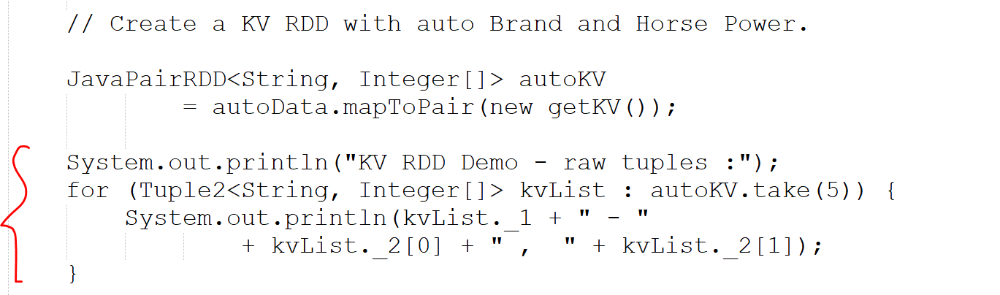 // Create a KV RDD with auto Brand and Horse Power.
JavaPairRDD<String, Integer[]> autoKV
= autoData.mapToPair(new getKV());
System.out.println("KV RDD Demo - raw tuples :");
for (Tuple2<String, Integer[]> kvList : autoKV.take(5)) {
System.out.println(kvList._1 + " - "
+ kvList._2[0] + " ,  " + kvList._2[1]);
}